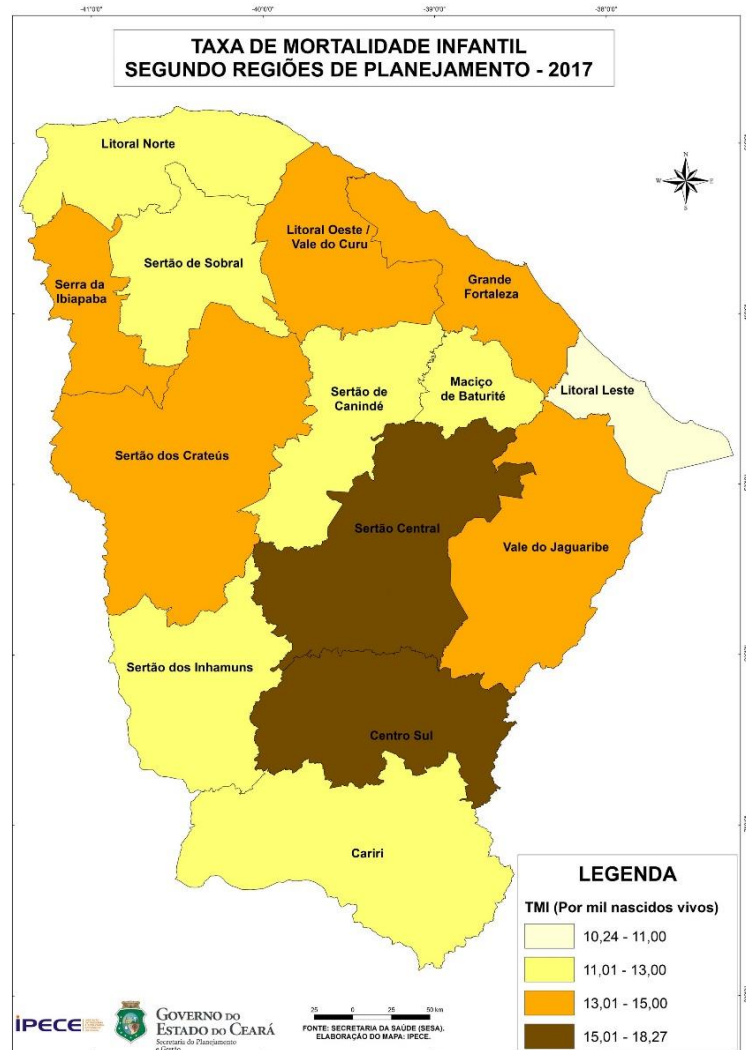 -41°0'0" -40°0'0" -39°0'0" -38°0'0"
TAXA DE MORTALIDADE INFANTIL
SEGUNDO REGIÕES DE PLANEJAMENTO - 2017
Litoral Norte
N
W E
S
Litoral Oeste /
Vale do Curu
Sertão de Sobral
Serra da
Ibiapaba
Grande
Fortaleza
Sertão de
Canindé
Maciço
de Baturité
Litoral Leste
Sertão dos Crateús
Sertão Central
Vale do Jaguaribe
Sertão dos Inhamuns
Centro Sul
Cariri
LEGENDA
TMI (Por mil nascidos vivos)
10,24 - 11,00
11,01 - 13,00
13,01 - 15,00
15,01 - 18,27
IPECE
GOVERNO DO
ESTADO DO CEARÁ
Secretaria do Planejamento
e Gestão
25 0 25 50 km
FONTE: SECRETARIA DA SAÚDE (SESA).
ELABORAÇÃO DO MAPA: IPECE.